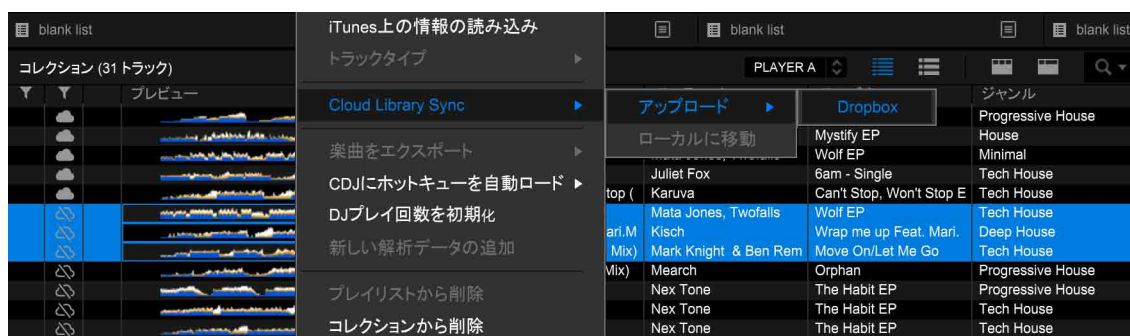 blank list
iTunes上の情報の読み込み
blank list
blank list
コレクション (31 トラック)
トラックタイプ
PLAYER A
プレビュー
ジャンル
Cloud Library Sync
アップロード
Dropbox
Progressive House
ローカルに移動
Mystify EP
House
楽曲をエクスポート
Wolf EP
Minimal
Juliet Fox
6am - Single
Tech House
CDJにホットキューを自動ロード
top (
Karuva
Can't Stop, Won't Stop E
Tech House
DJプレイ回数を初期化
Mata Jones, Twofalls
Wolf EP
Tech House
ari.M
Kisch
Wrap me up Feat. Mari.
Deep House
新しい解析データの追加
Mix)
Mark Knight & Ben Rem
Move On/Let Me Go
Tech House
Mix)
Mearch
Orphan
Progressive House
プレイリストから削除
Nex Tone
The Habit EP
Progressive House
Nex Tone
The Habit EP
Tech House
コレクションから削除
Nex Tone
The Habit EP
Tech House